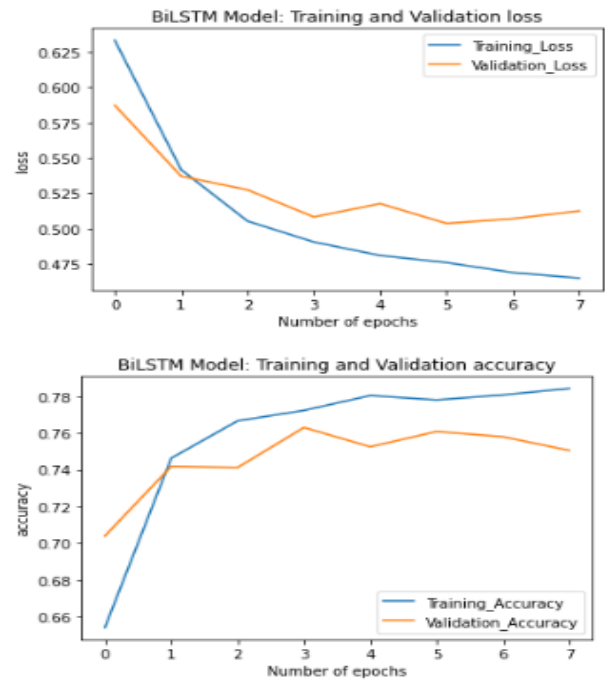 BiLSTM Model: Training and Validation loss
0.625
0.600
0.575
0.550
0.525
0.500
0.475
loss
Training_Loss
Validation_Loss
0 1 2 3 4 5 6 7
Number of epochs
BiLSTM Model: Training and Validation accuracy
0.78
0.76
0.74
0.72
0.70
0.68
0.66
accuracy
Training_Accuracy
Validation_Accuracy
0 1 2 3 4 5 6 7
Number of epochs